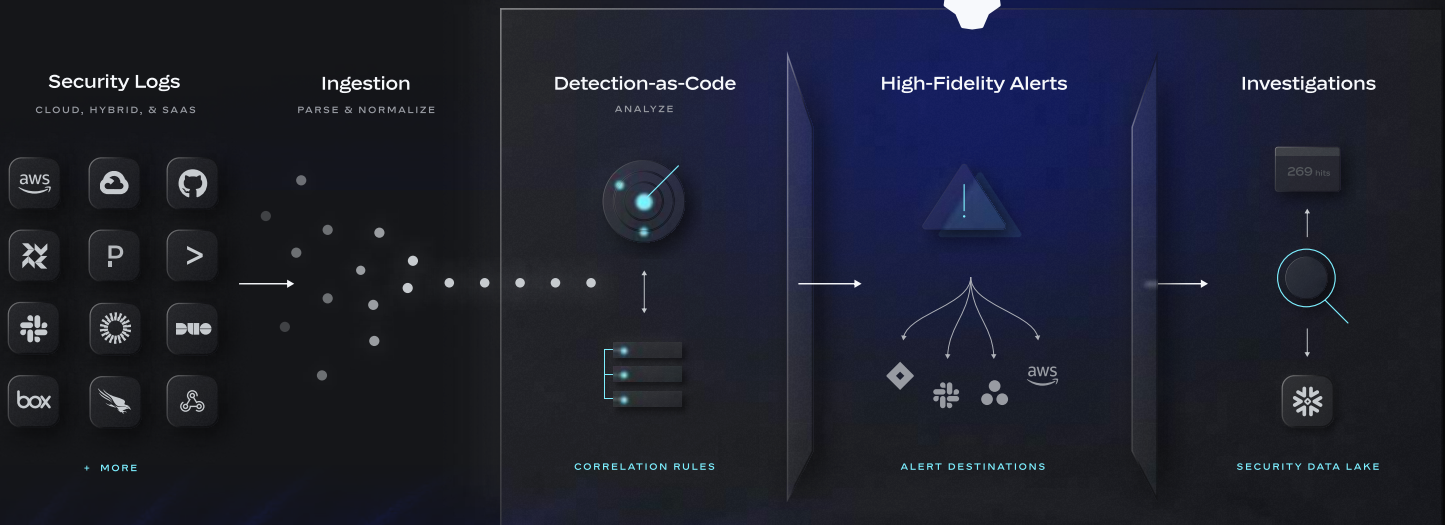 Security Logs
CLOUD, HYBRID, & SAAS
aws
P
>
DUO
box
+ MORE
Ingestion
PARSE & NORMALIZE
Detection-as-Code
ANALYZE
CORRELATION RULES
High-Fidelity Alerts
!
aws
ALERT DESTINATIONS
Investigations
269 hits
SECURITY DATA LAKE